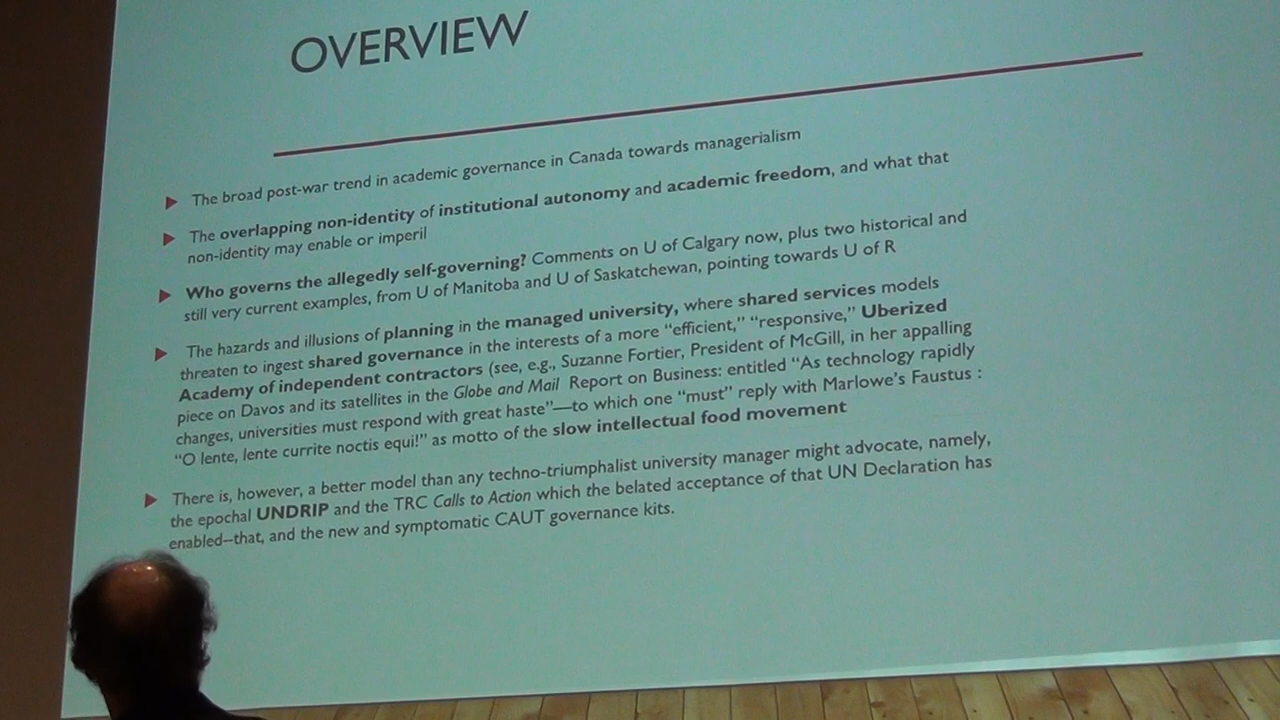 OVERVIEW
The broad post-war trend in academic governance in Canada towards managerialism
The overlapping non-identity of institutional autonomy and academic freedom, and what that
non-identity may enable or imperil
Who governs the allegedly self-governing? Comments on U of Calgary now, plus two historical and
still very current examples, from U of Manitoba and U of Saskatchewan, pointing towards U of R
The hazards and illusions of planning in the managed university, where shared services models
threaten to ingest shared governance in the interests of a more “efficient,” “responsive,” Uberized
Academy of independent contractors (see, e.g., Suzanne Fortier, President of McGill, in her appalling
piece on Davos and its satellites in the Globe and Mail Report on Business: entitled “As technology rapidly
changes, universities must respond with great haste”—to which one “must” reply with Marlowe’s Faustus :
“O lente, lente currite noctis equi!” as motto of the slow intellectual food movement
There is, however, a better model than any techno-triumphalist university manager might advocate, namely,
the epochal UNDRIP and the TRC Calls to Action which the belated acceptance of that UN Declaration has
enabled–that, and the new and symptomatic CAUT governance kits.